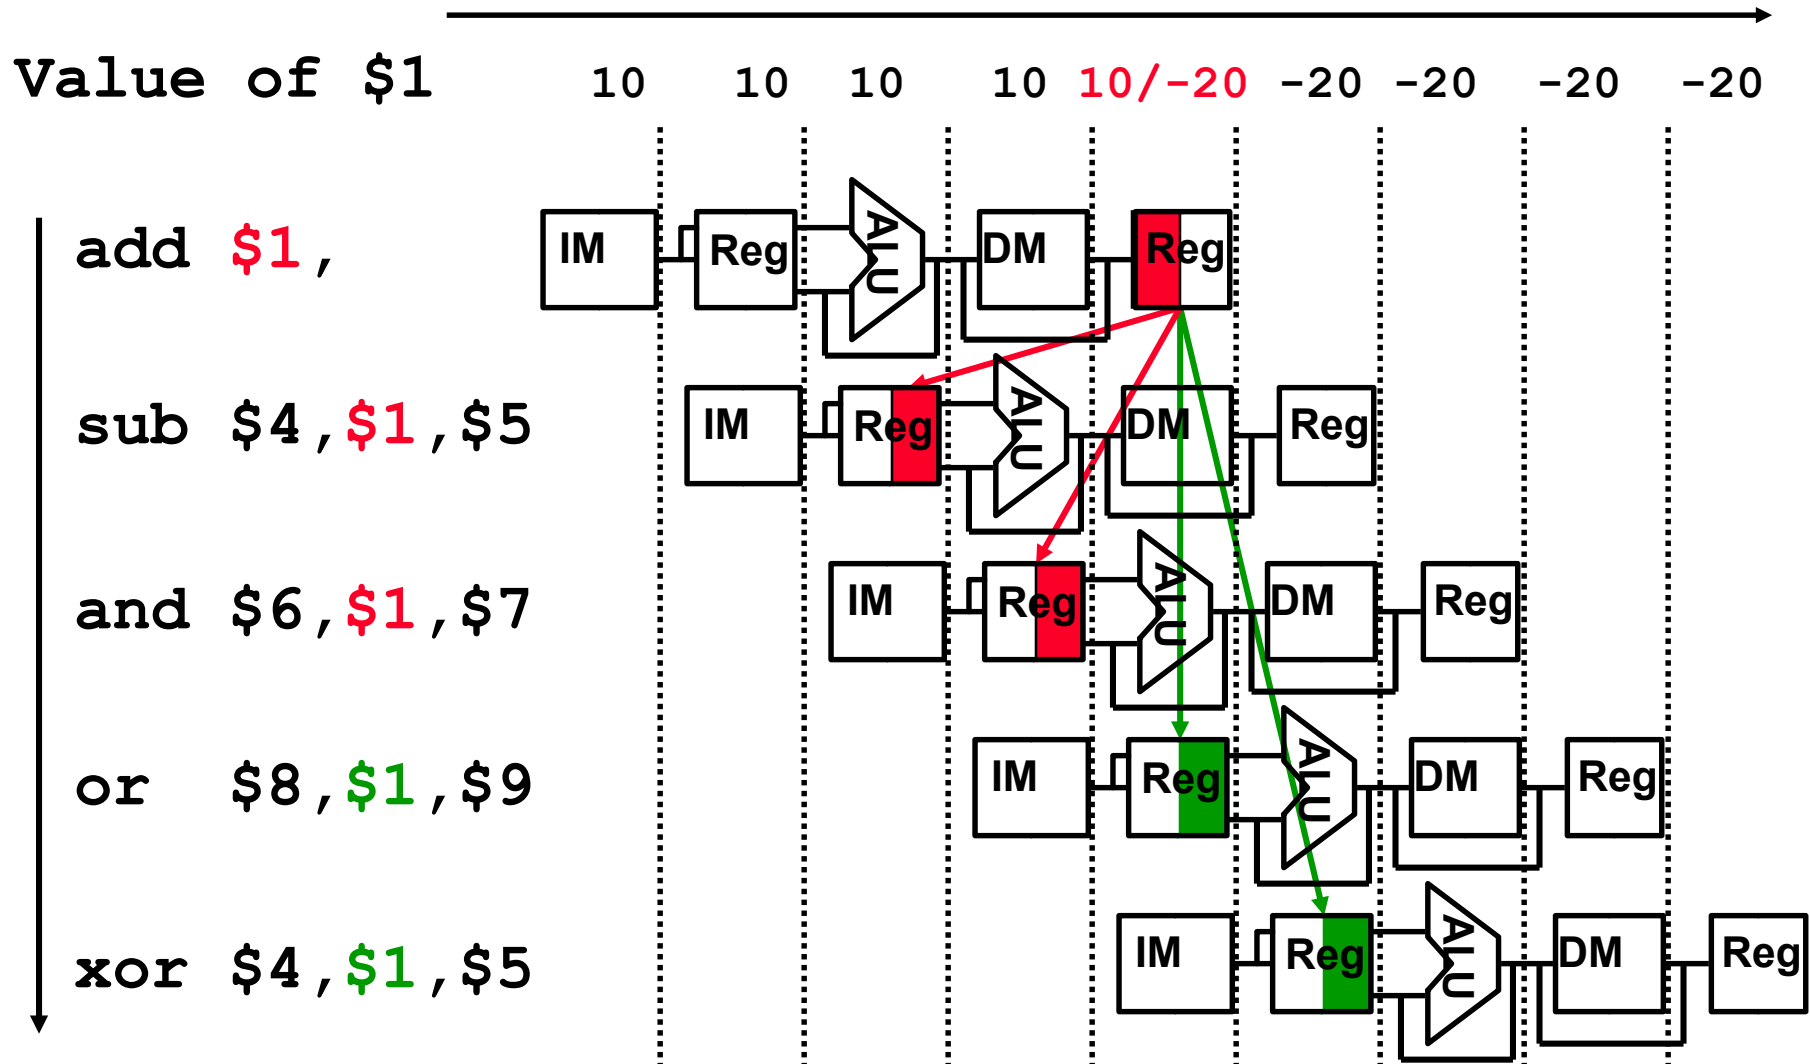 Value of $1 10 10 10 10 10/-20 -20 -20 -20 -20
add $1, IM Reg ALU DM Reg
sub $4,$1,$5 IM Reg ALU DM Reg
and $6,$1,$7 IM Reg ALU DM Reg
or $8,$1,$9 IM Reg ALU DM Reg
xor $4,$1,$5 IM Reg ALU DM Reg